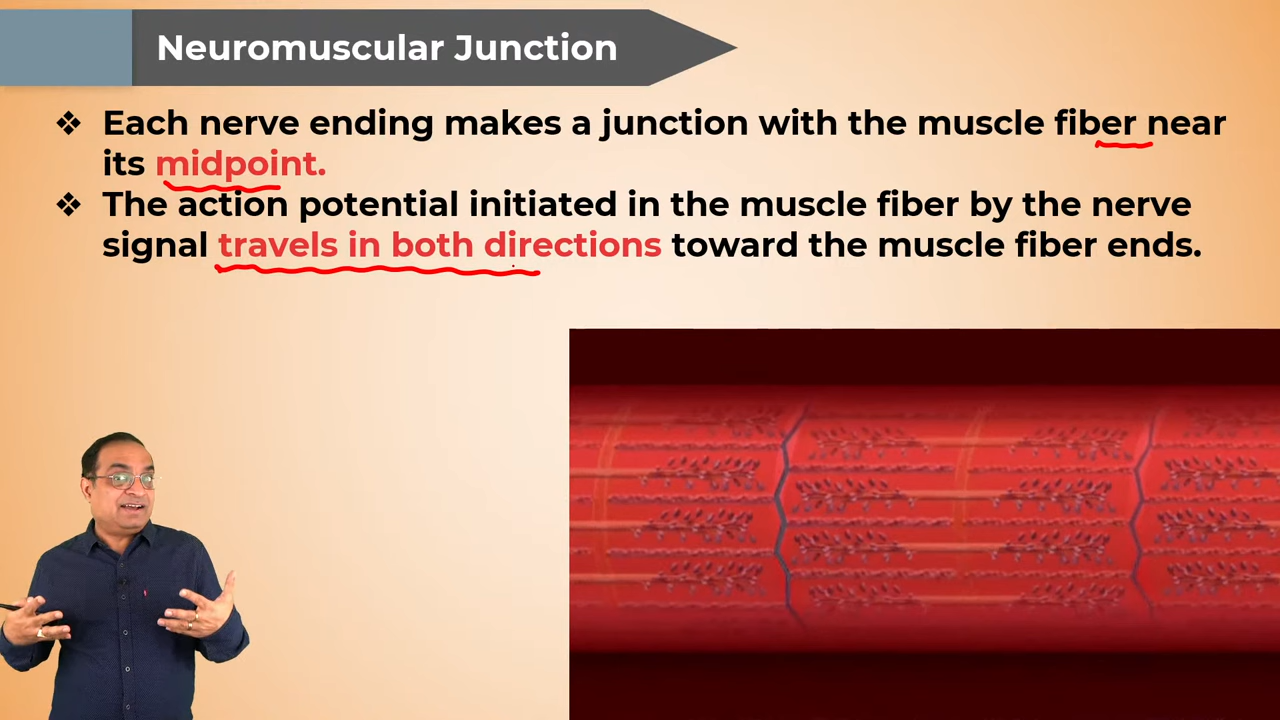 Neuromuscular Junction
❖ Each nerve ending makes a junction with the muscle fiber near
its midpoint.
❖ The action potential initiated in the muscle fiber by the nerve
signal travels in both directions toward the muscle fiber ends.